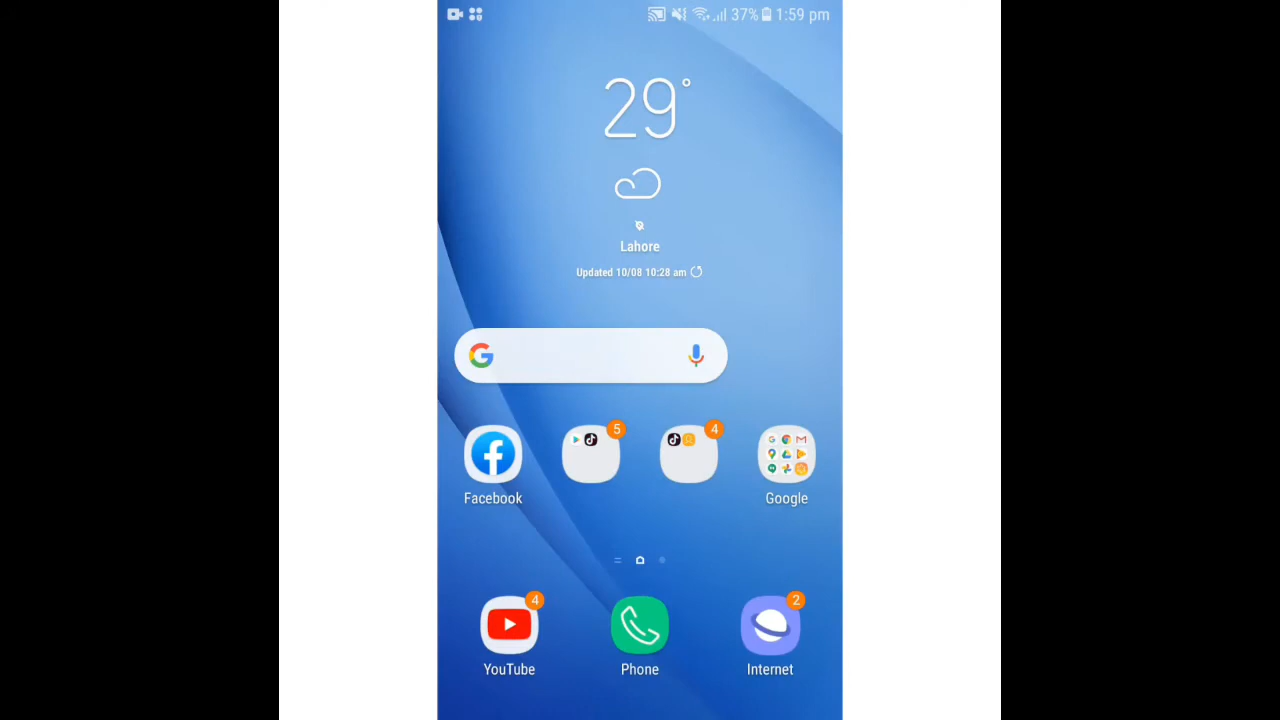 37% 1:59 pm
29°
Lahore
Updated 10/08 10:28 am
5
4
Facebook
Google
4
2
YouTube
Phone
Internet